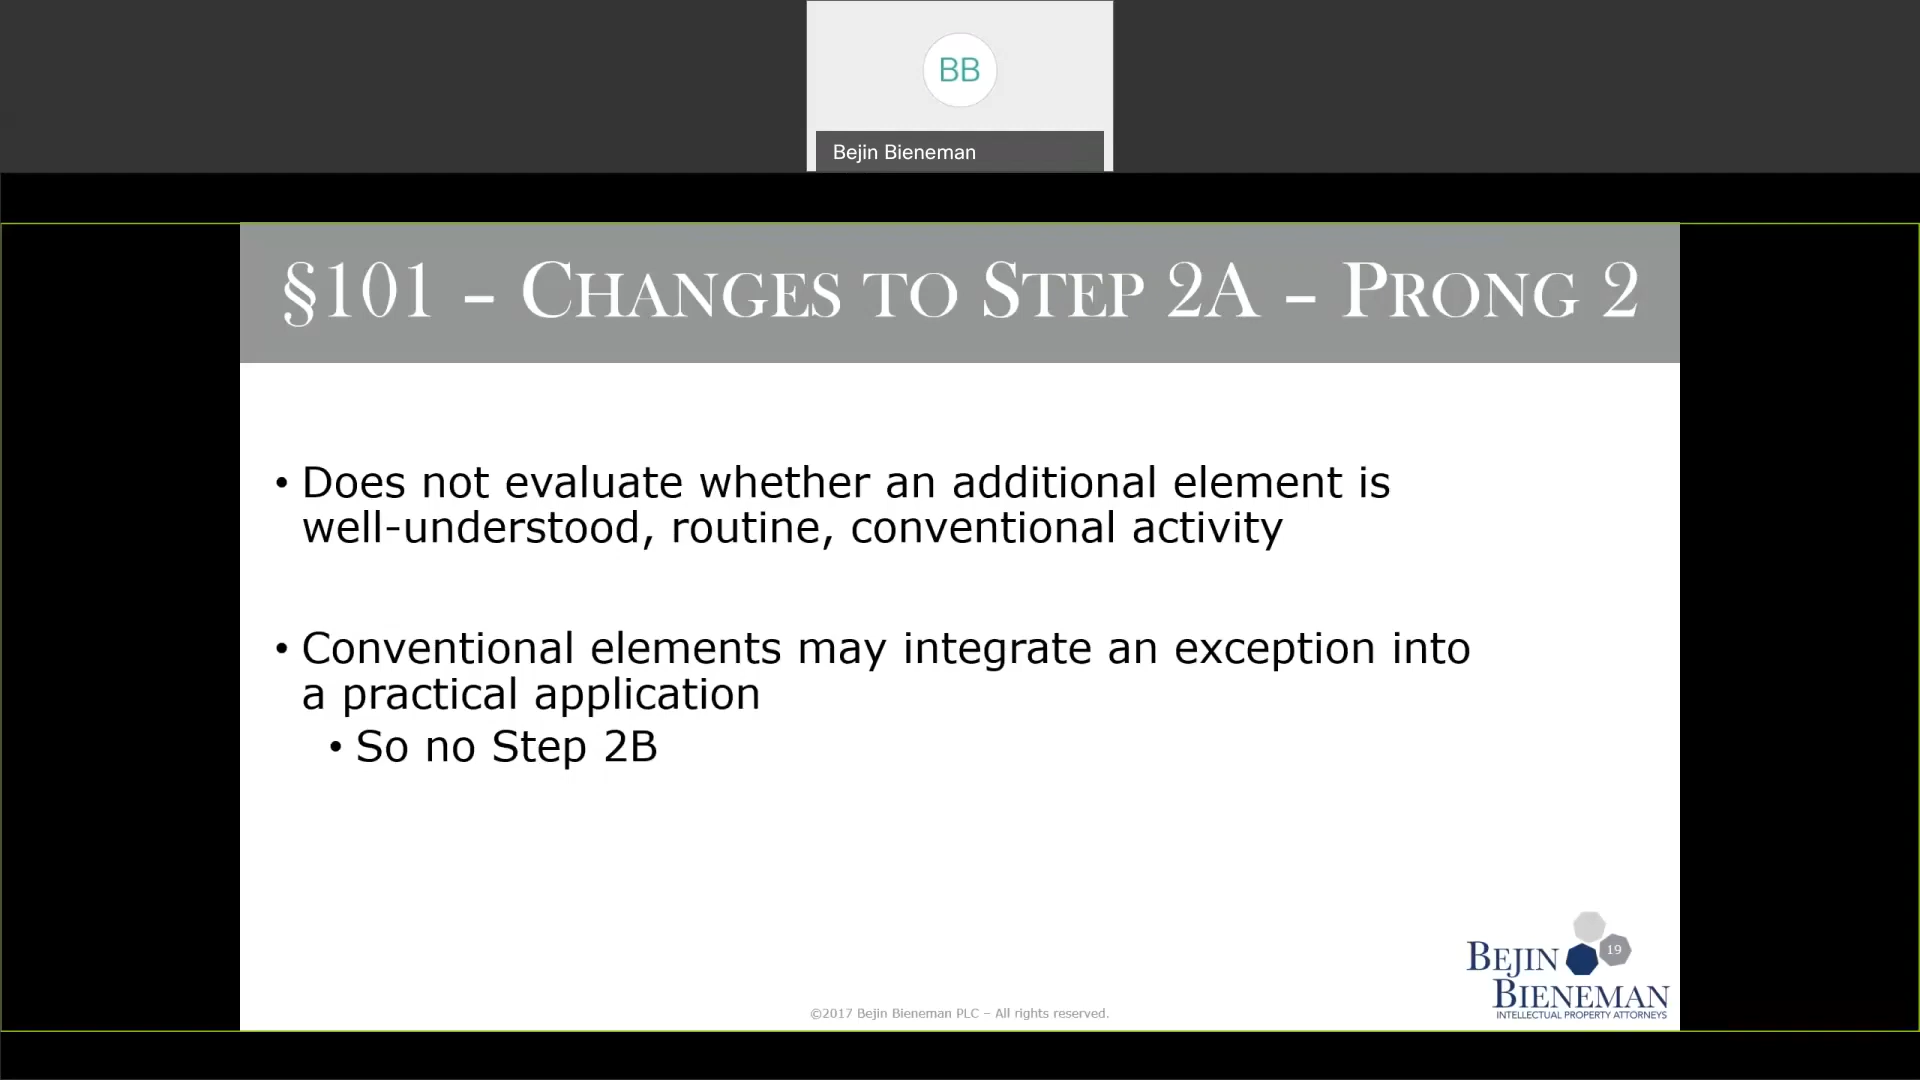 BB
Bejin Bieneman
§101 – CHANGES TO STEP 2A – PRONG 2
• Does not evaluate whether an additional element is
well-understood, routine, conventional activity
• Conventional elements may integrate an exception into
a practical application
• So no Step 2B
19
BEJIN
BIENEMAN
INTELLECTUAL PROPERTY ATTORNEYS
©2017 Bejin Bieneman PLC – All rights reserved.